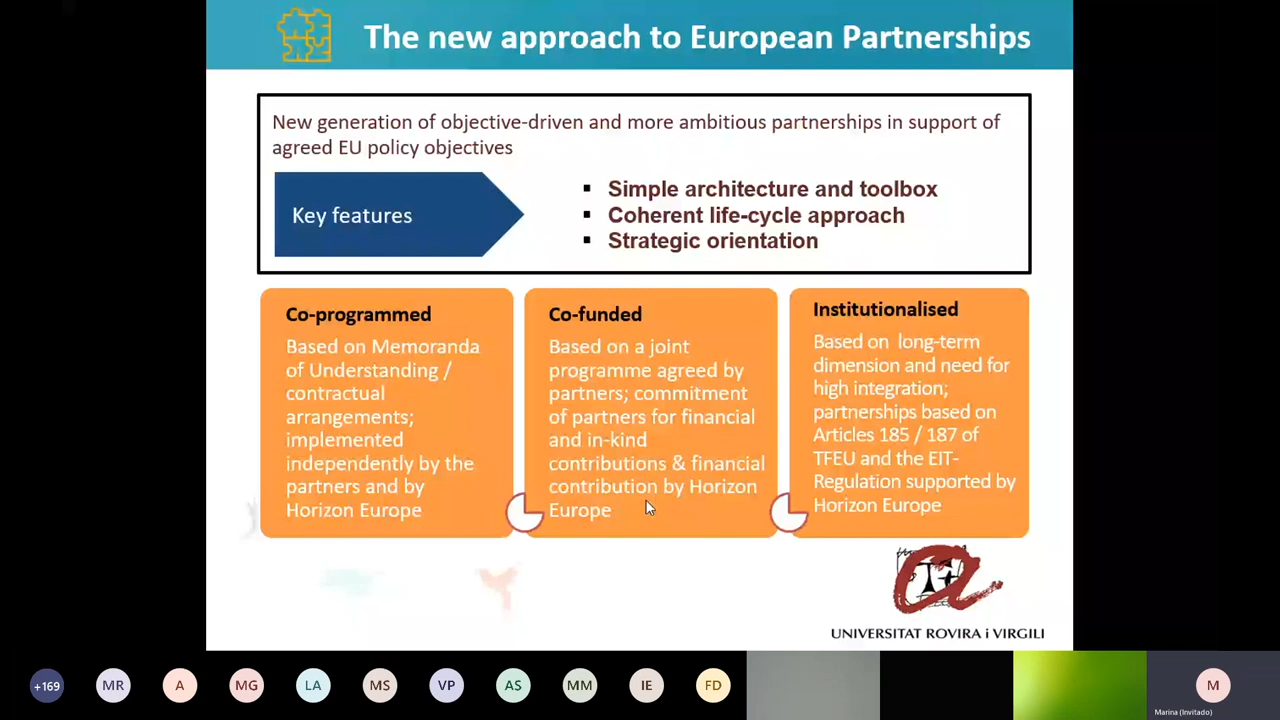 The new approach to European Partnerships
New generation of objective-driven and more ambitious partnerships in support of
agreed EU policy objectives
Key features
▪ Simple architecture and toolbox
▪ Coherent life-cycle approach
▪ Strategic orientation
Co-programmed
Based on Memoranda
of Understanding /
contractual
arrangements;
implemented
independently by the
partners and by
Horizon Europe
Co-funded
Based on a joint
programme agreed by
partners; commitment
of partners for financial
and in-kind
contributions & financial
contribution by Horizon
Europe
Institutionalised
Based on long-term
dimension and need for
high integration;
partnerships based on
Articles 185 / 187 of
TFEU and the EIT-
Regulation supported by
Horizon Europe
UNIVERSITAT ROVIRA i VIRGILI
+169 MR A MG LA MS VP AS MM IE FD M
Marina (Invitado)